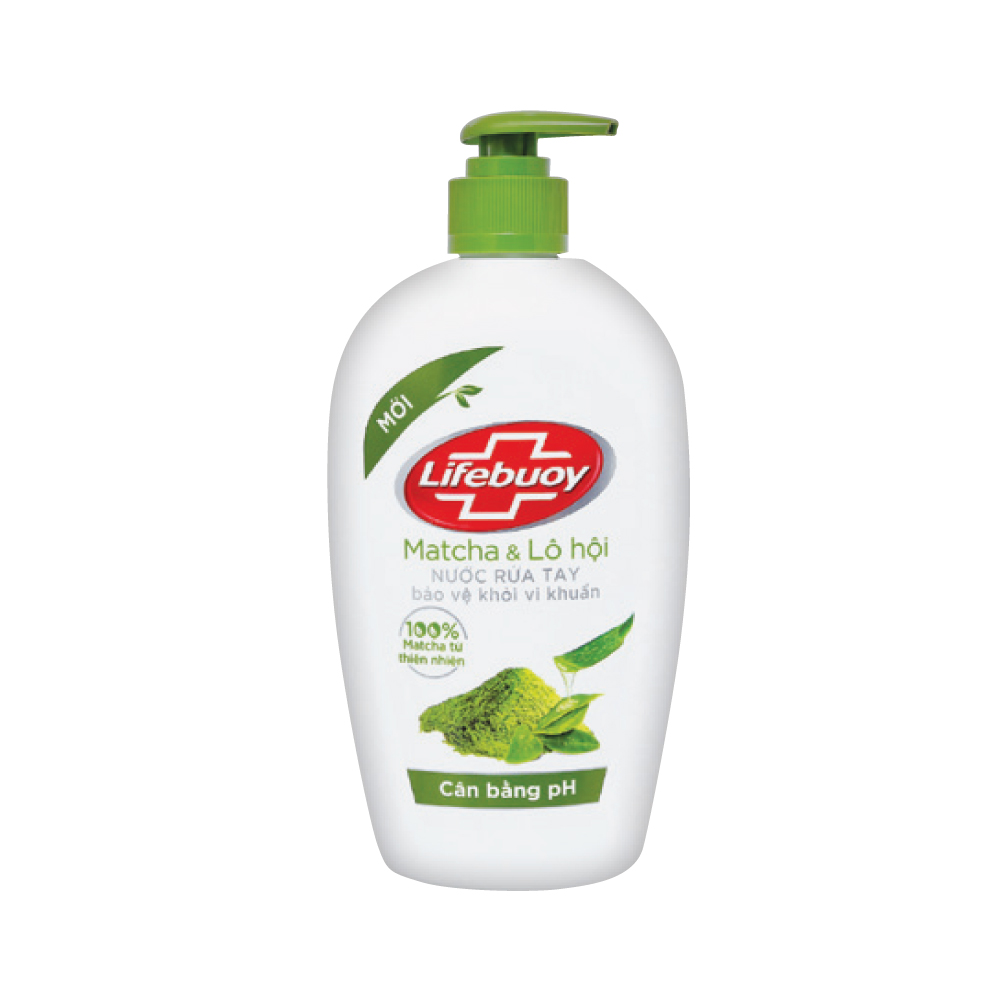 MỚI
Lifebuoy
Matcha & Lô hội
NƯỚC RỬA TAY
bảo vệ khỏi vi khuẩn
100%
Matcha từ
thiên nhiên
Cân bằng pH